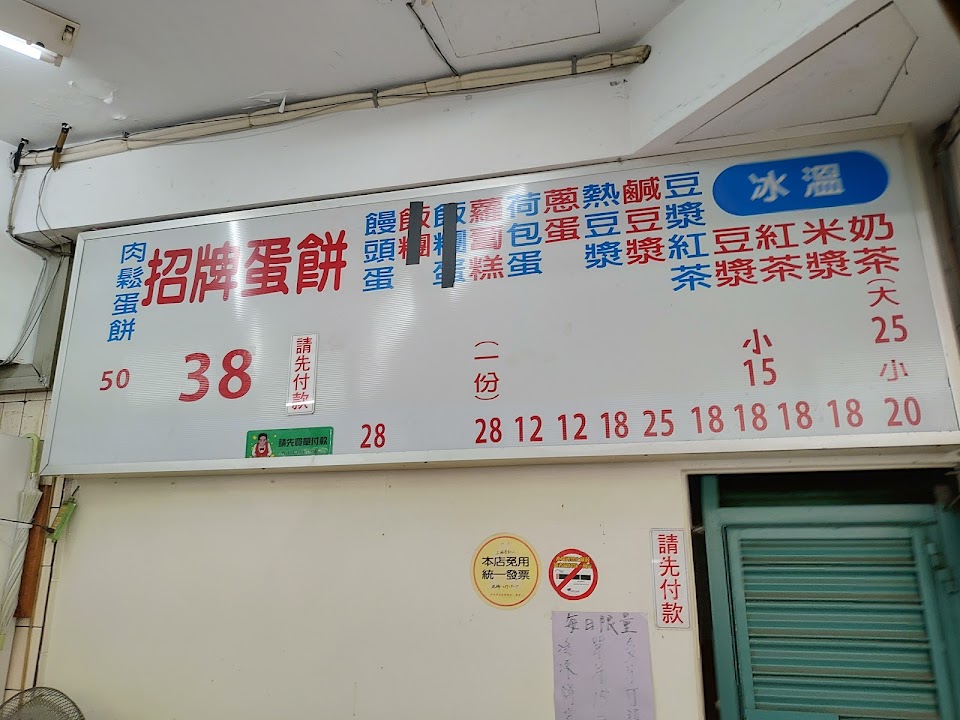 肉鬆蛋餅
50
招牌蛋餅
38
請先付款
請先買單付款
饅頭蛋
28
飯糰
飯糰蛋
蘿蔔糕
(一份)
28
荷包蛋
12
蔥蛋
12
熱豆漿
18
鹹豆漿
25
豆漿紅茶
18
冰溫
豆漿
18
紅茶
小
15
18
米漿
18
奶茶(大
25
小
20
本店免用
統一發票
請先付款
每日限量